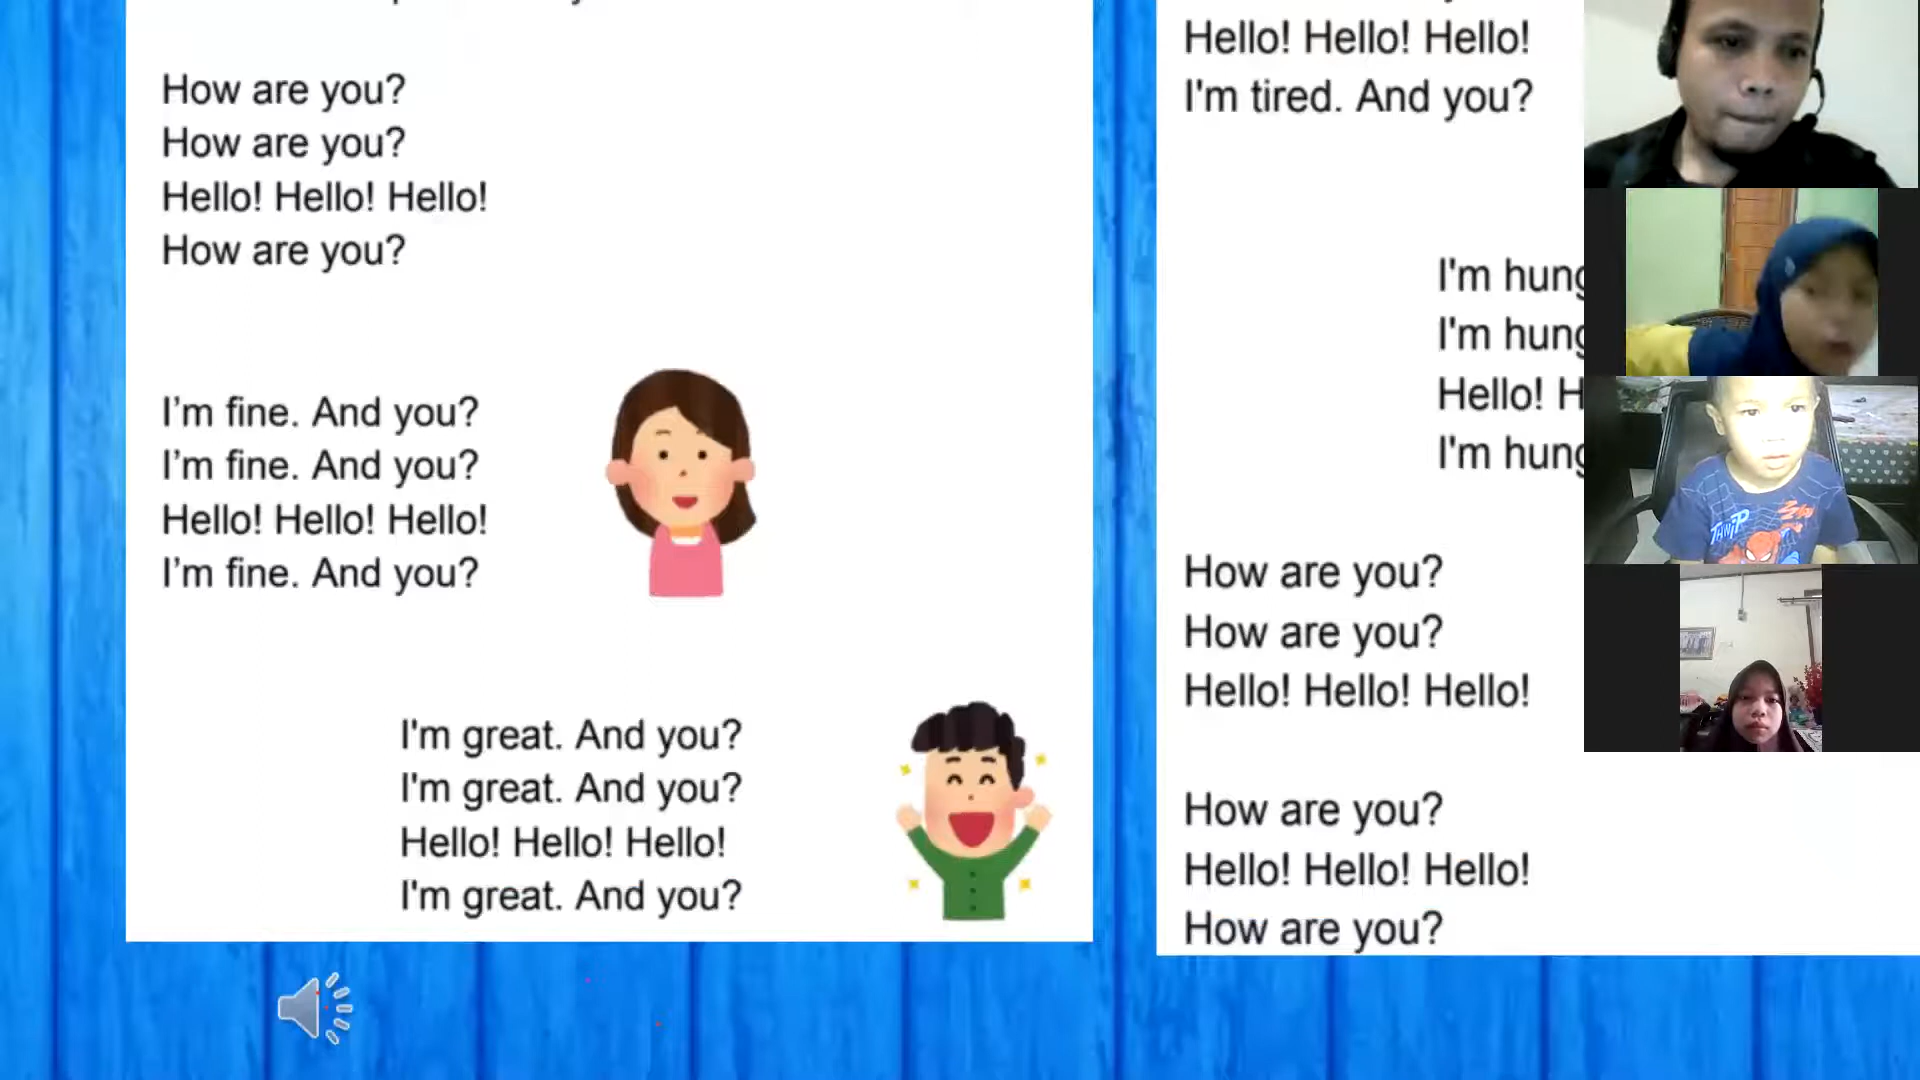 How are you?
How are you?
Hello! Hello! Hello!
How are you?
I’m fine. And you?
I’m fine. And you?
Hello! Hello! Hello!
I’m fine. And you?
I'm great. And you?
I'm great. And you?
Hello! Hello! Hello!
I'm great. And you?
Hello! Hello! Hello!
I'm tired. And you?
I'm
I'm
Hello!
I'm
How are you?
How are you?
Hello! Hello! Hello!
How are you?
Hello! Hello! Hello!
How are you?
THWIP